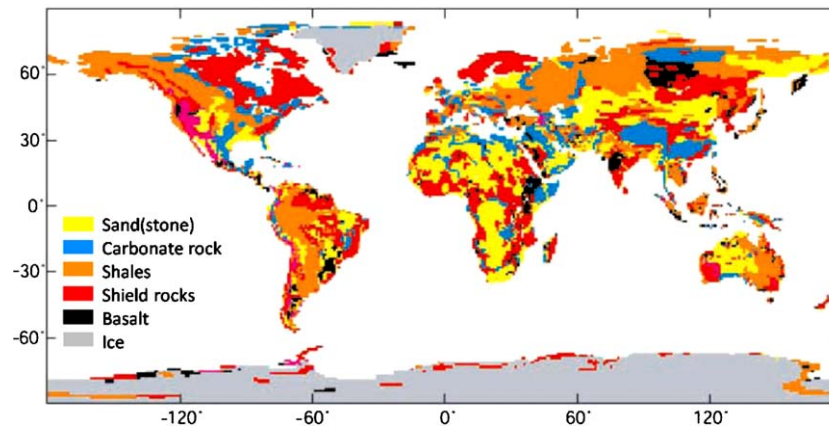 60˚
30˚
0˚
-30˚
-60˚
Sand(stone)
Carbonate rock
Shales
Shield rocks
Basalt
Ice
-120˚
-60˚
0˚
60˚
120˚